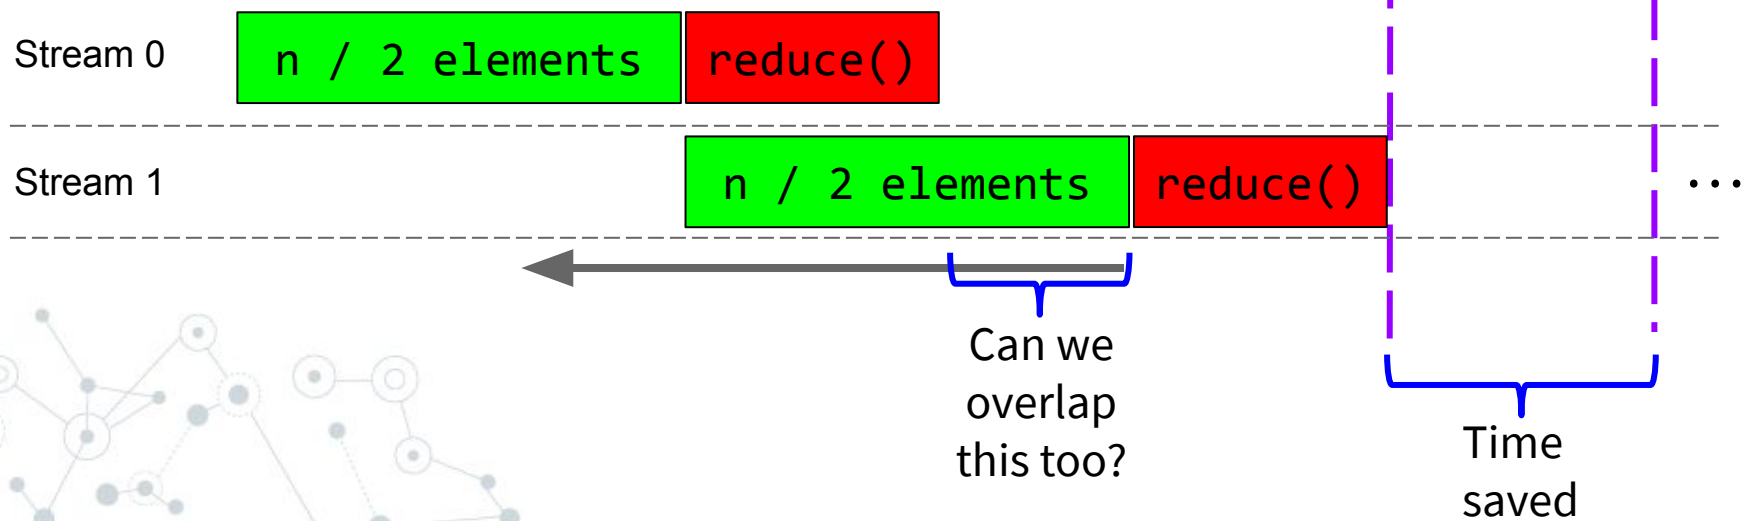 Stream 0
n / 2 elements
reduce()
Stream 1
n / 2 elements
reduce()
...
Can we
overlap
this too?
Time
saved